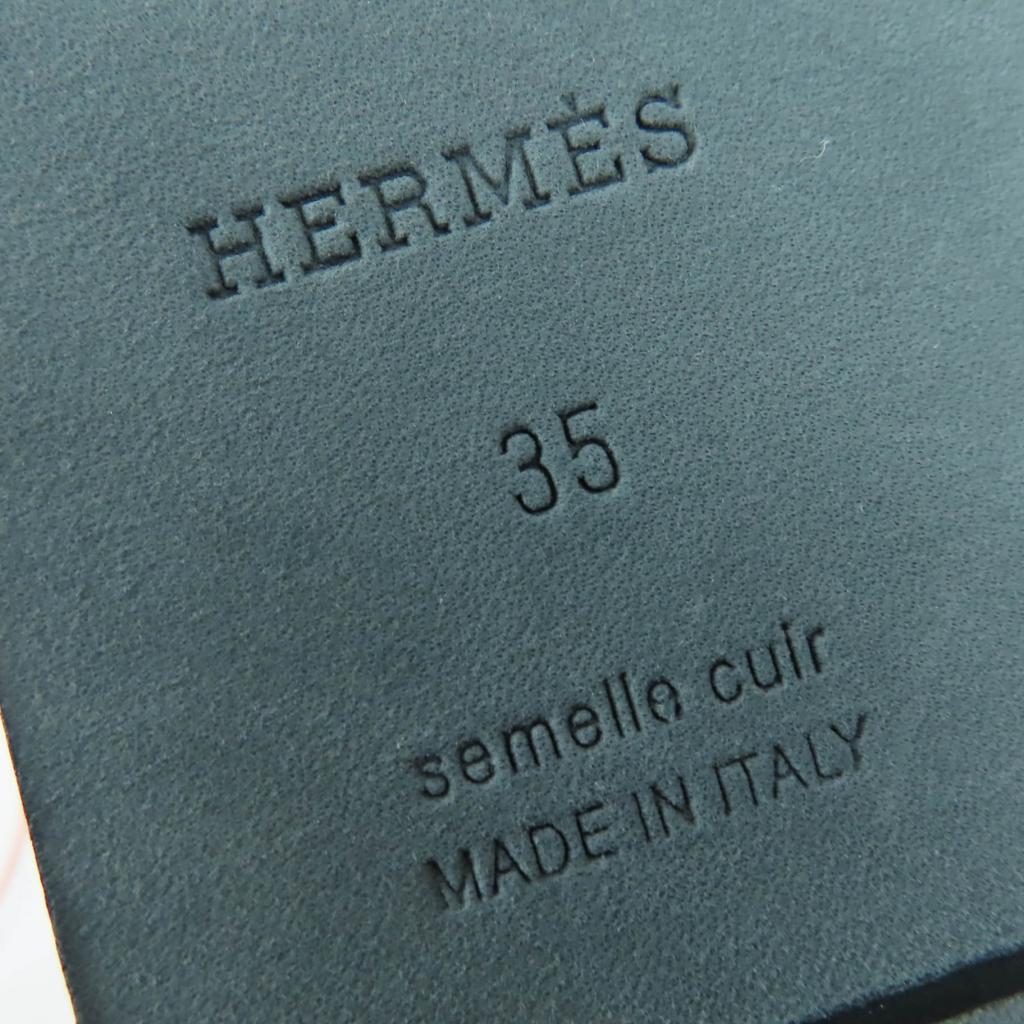 HERMÈS
35
semelle cuir
MADE IN ITALY